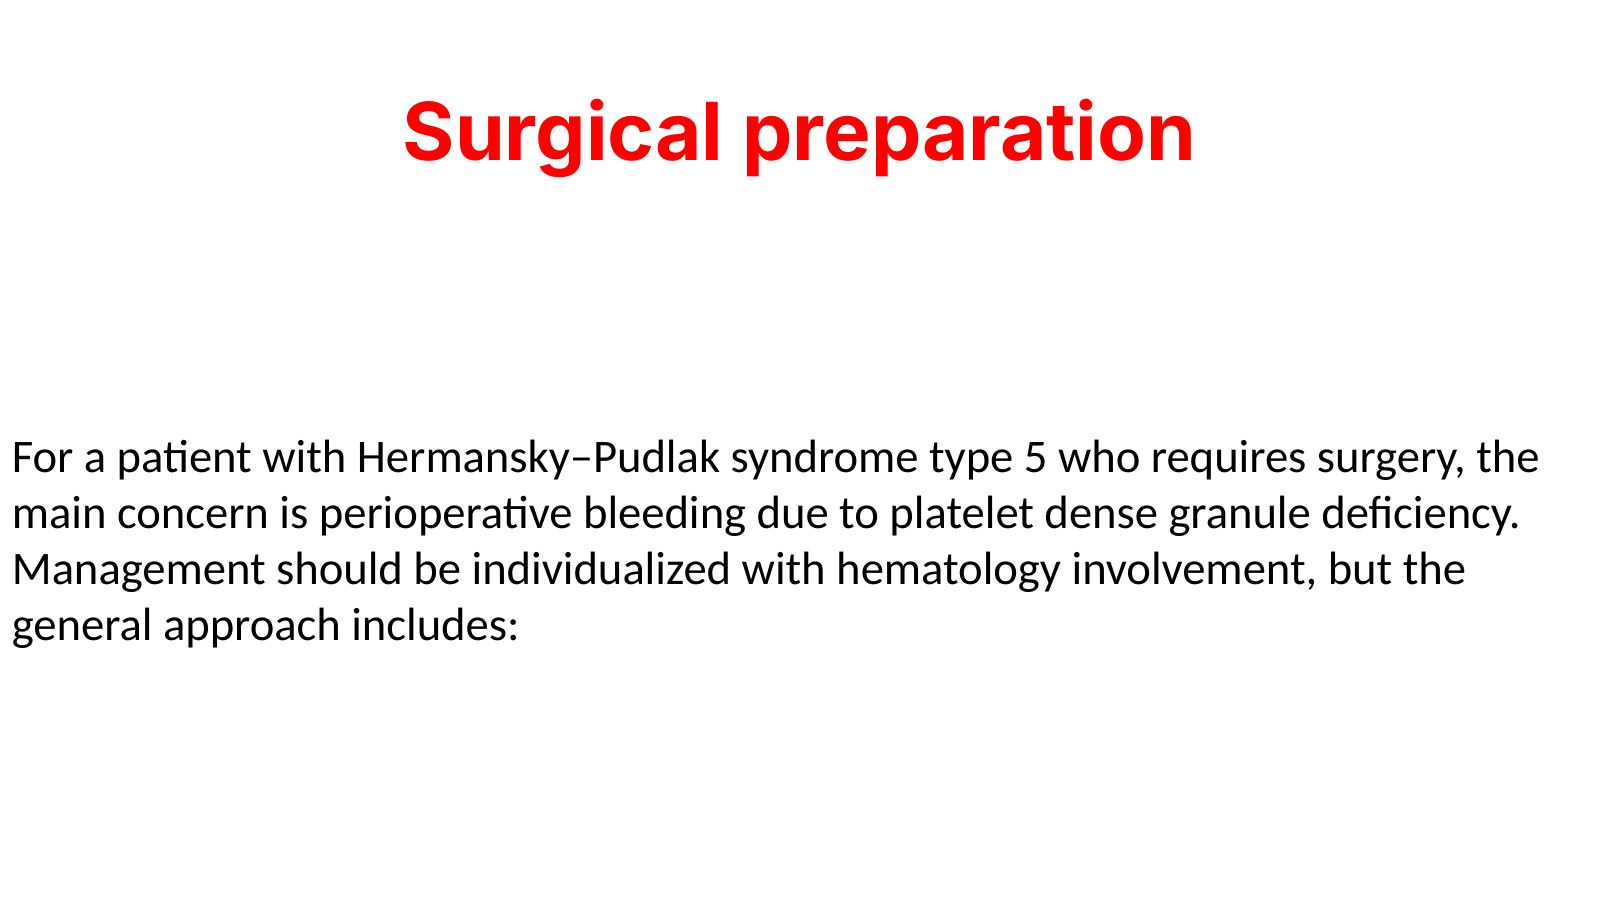 Surgical preparation
For a patient with Hermansky–Pudlak syndrome type 5 who requires surgery, the
main concern is perioperative bleeding due to platelet dense granule deficiency.
Management should be individualized with hematology involvement, but the
general approach includes: